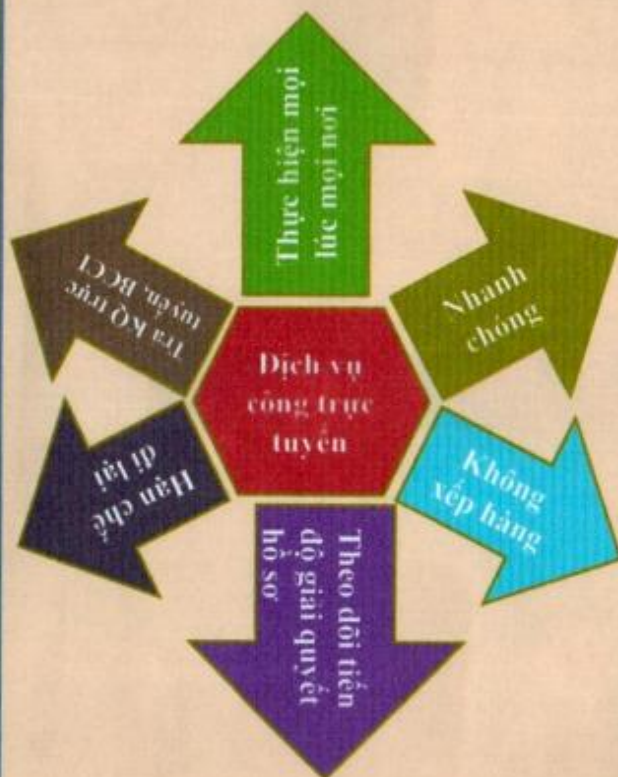 Dịch vụ
công trực
tuyến
Thực hiện mọi
lúc mọi nơi
Nhanh
chóng
Không
xếp hàng
Theo dõi tiến
độ giải quyết
hồ sơ
Hạn chế
đi lại
Trả KQ trực
tuyến, BCCI